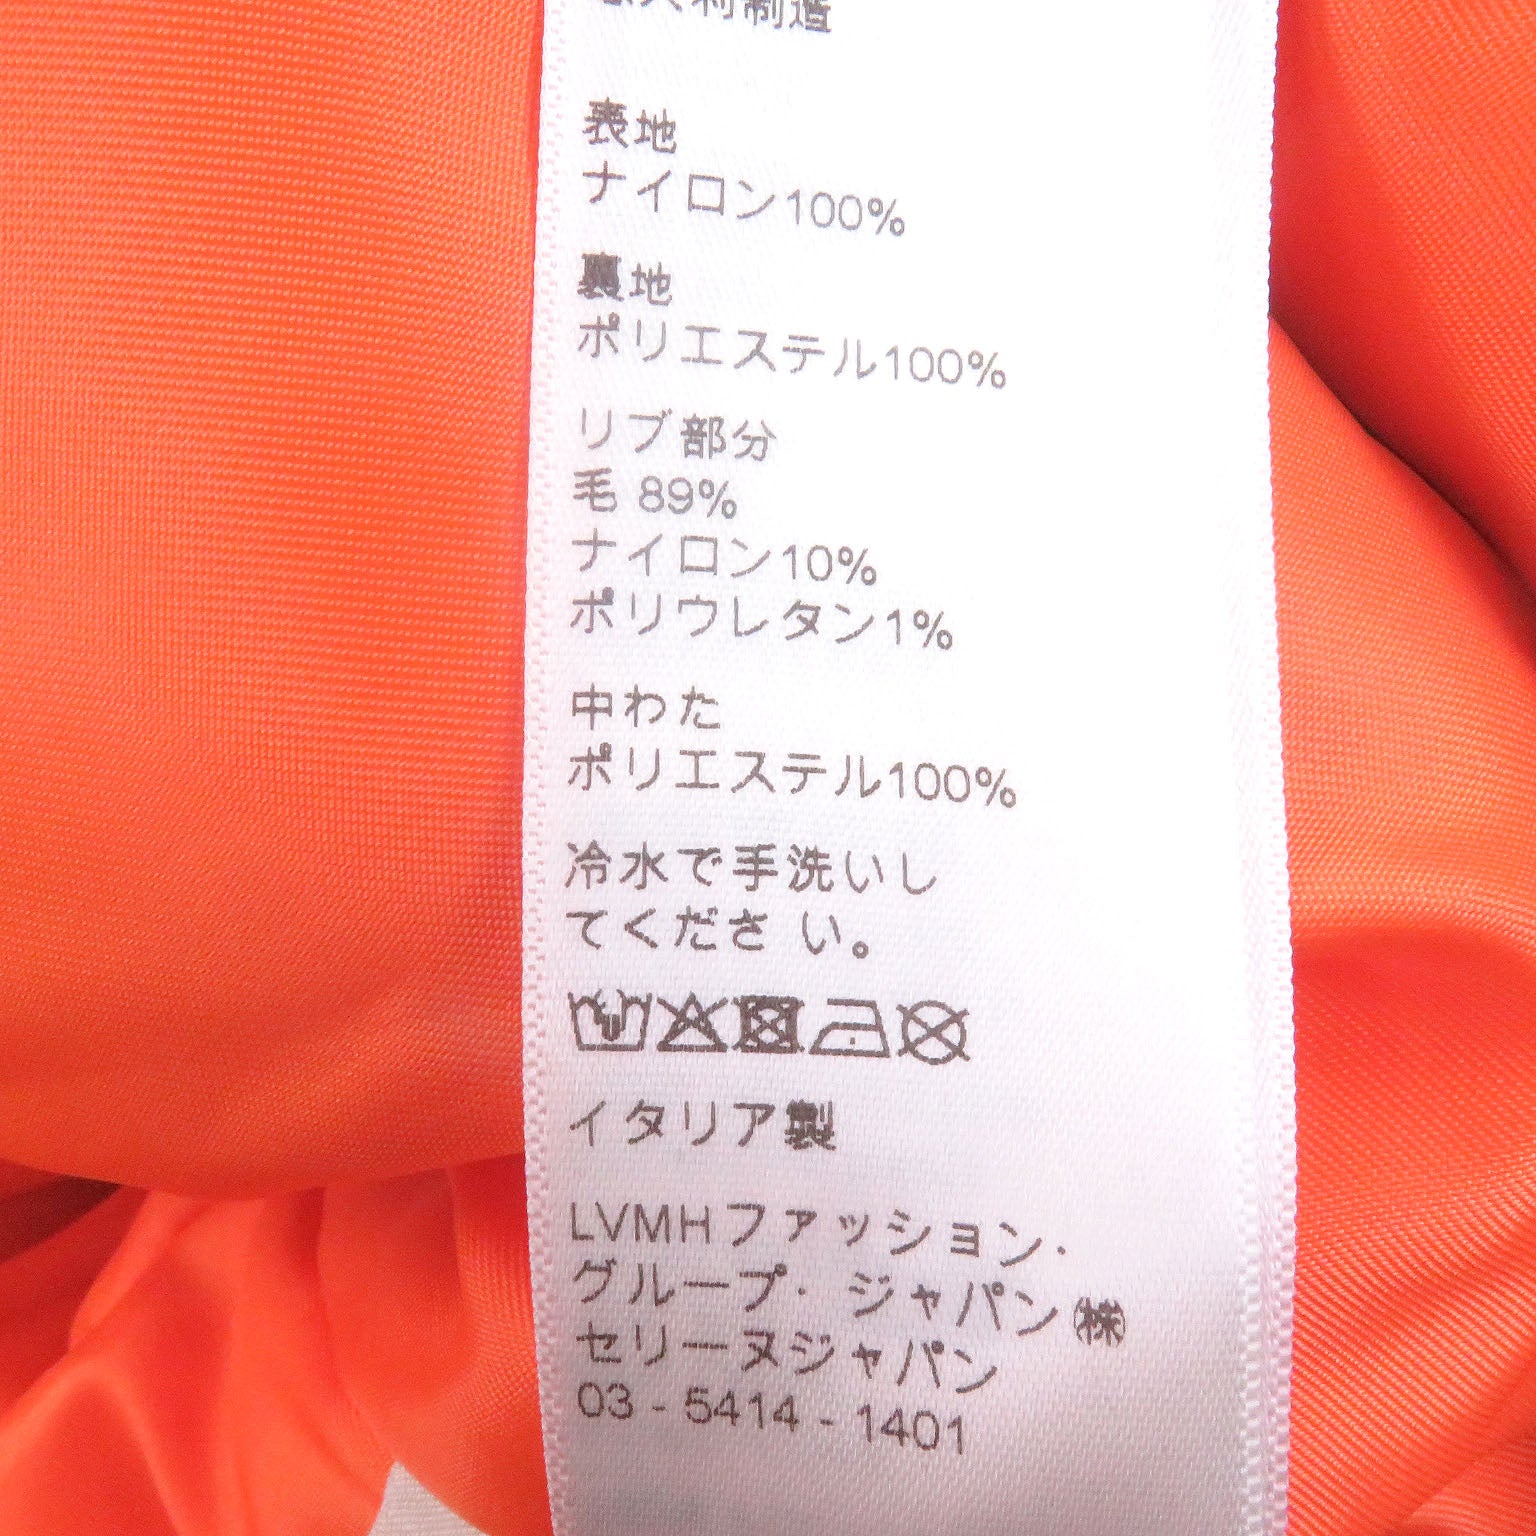 意大利制造
表地
ナイロン100%
裏地
ポリエステル100%
リブ部分
毛 89%
ナイロン10%
ポリウレタン1%
中わた
ポリエステル100%
冷水で手洗いし
てくださ い。
イタリア製
LVMHファッション・
グループ・ ジャパン㈱
セリーヌジャパン
03 - 5414 - 1401